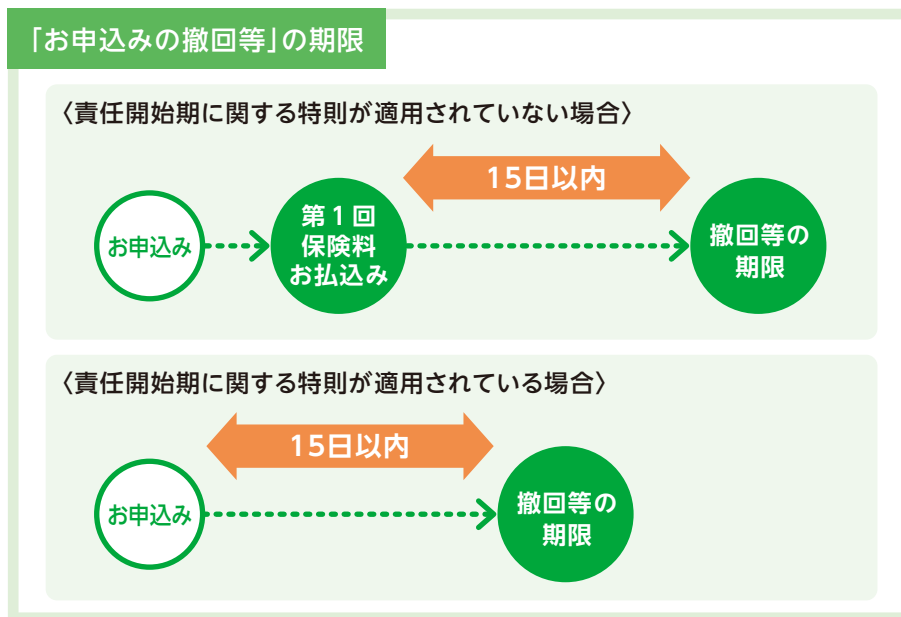 「お申込みの撤回等」の期限
〈責任開始期に関する特則が適用されていない場合〉
15日以内
お申込み
第1回
保険料
お払込み
撤回等の
期限
〈責任開始期に関する特則が適用されている場合〉
15日以内
お申込み
撤回等の
期限